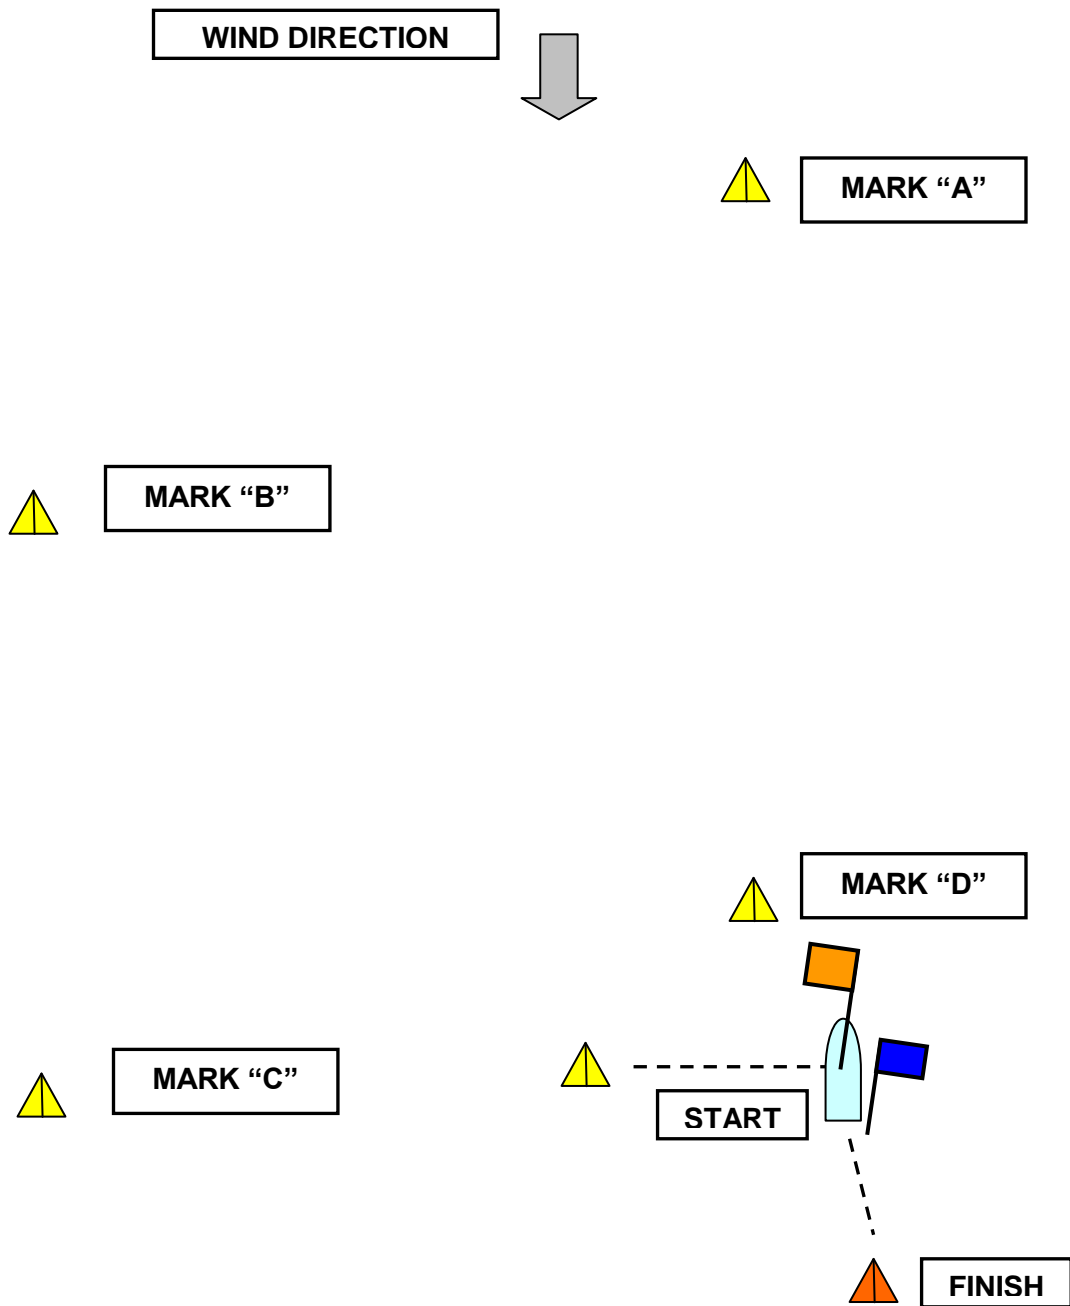 WIND DIRECTION
MARK “A”
MARK “B”
MARK “D”
MARK “C”
START
FINISH